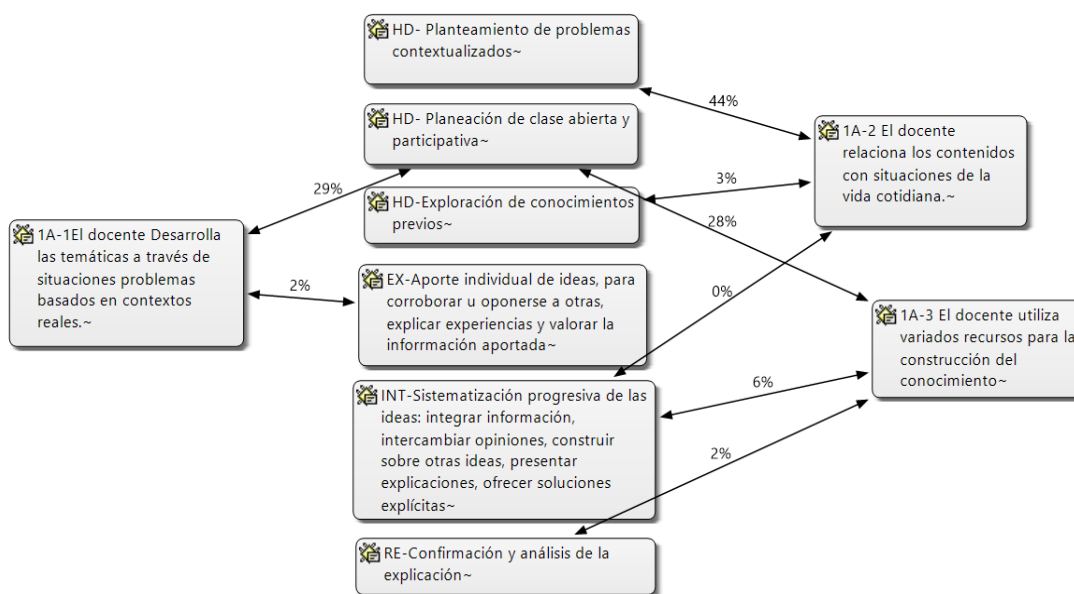 HD- Planteamiento de problemas
contextualizados~
44%
HD- Planeación de clase abierta y
participativa~
1A-2 El docente
relaciona los contenidos
con situaciones de la
vida cotidiana.~
29%
3%
HD-Exploración de conocimientos
previos~
28%
1A-1El docente Desarrolla
las temáticas a través de
situaciones problemas
basados en contextos
reales.~
2%
EX-Aporte individual de ideas, para
corroborar u oponerse a otras,
explicar experiencias y valorar la
inforrmación aportada~
0%
1A-3 El docente utiliza
variados recursos para la
construcción del
conocimiento~
INT-Sistematización progresiva de las
ideas: integrar información,
intercambiar opiniones, construir
sobre otras ideas, presentar
explicaciones, ofrecer soluciones
explícitas~
6%
2%
RE-Confirmación y análisis de la
explicación~